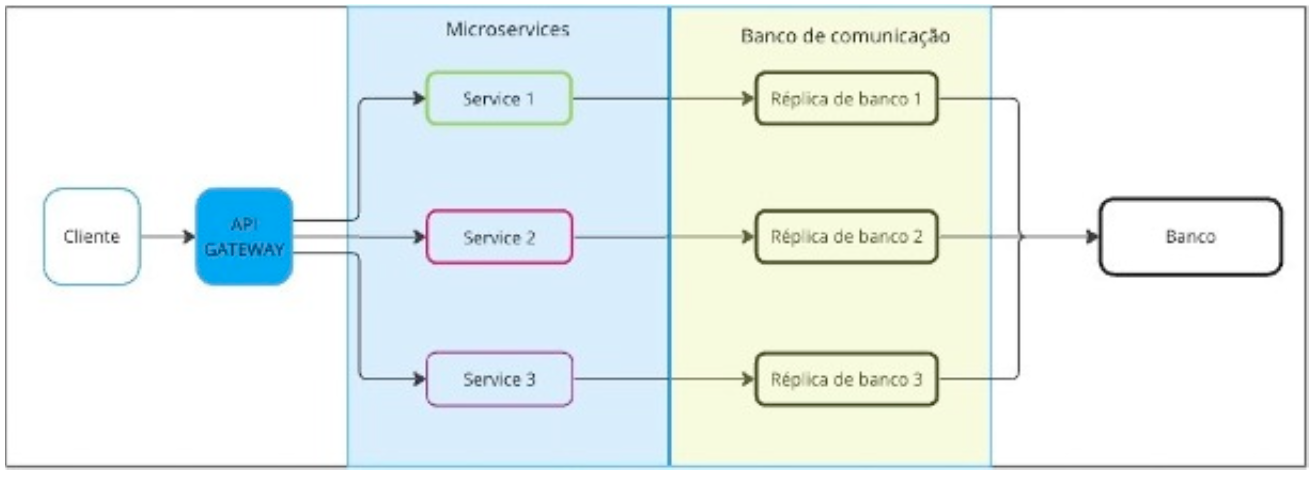 Microservices
Banco de comunicação
Service 1
Réplica de banco 1
Cliente
API
GATEWAY
Service 2
Réplica de banco 2
Banco
Service 3
Réplica de banco 3